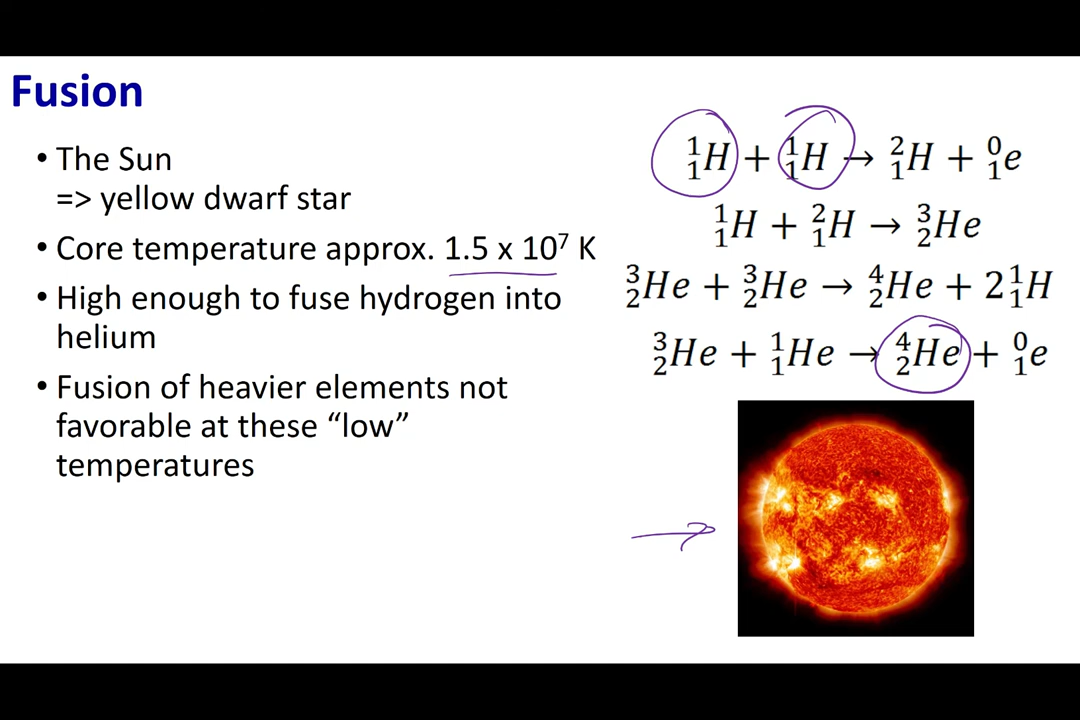 Fusion
• The Sun
=> yellow dwarf star
• Core temperature approx. 1.5 x 10⁷ K
• High enough to fuse hydrogen into
helium
• Fusion of heavier elements not
favorable at these “low”
temperatures
¹₁H + ¹₁H → ²₁H + ⁰₁e
¹₁H + ²₁H → ³₂He
³₂He + ³₂He → ⁴₂He + 2¹₁H
³₂He + ¹₁He → ⁴₂He + ⁰₁e